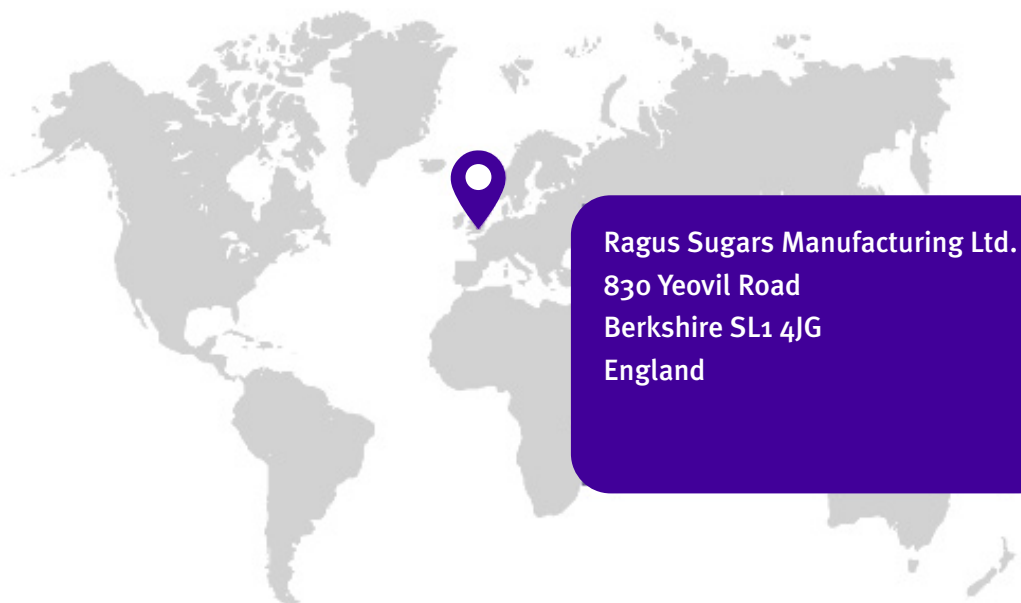 Ragus Sugars Manufacturing Ltd.
830 Yeovil Road
Berkshire SL1 4JG
England